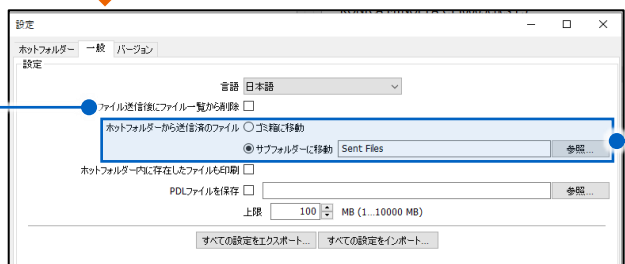 設定
ホットフォルダー 一般 バージョン
設定
言語 日本語
ファイル送信後にファイル一覧から削除
ホットフォルダーから送信済のファイル ゴミ箱に移動
サブフォルダーに移動 Sent Files 参照...
ホットフォルダー内に存在したファイルも印刷
PDLファイルを保存 参照...
上限 100 MB (1...10000 MB)
すべての設定をエクスポート... すべての設定をインポート...